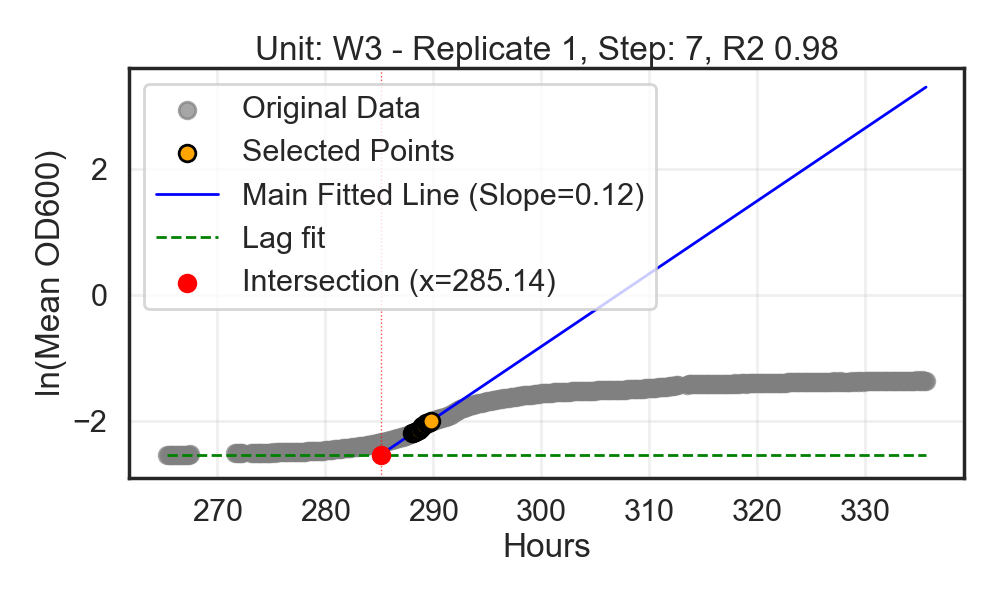 Unit: W3 - Replicate 1, Step: 7, R2 0.98
Original Data
Selected Points
Main Fitted Line (Slope=0.12)
Lag fit
Intersection (x=285.14)
ln(Mean OD600)
2
0
−2
270 280 290 300 310 320 330
Hours